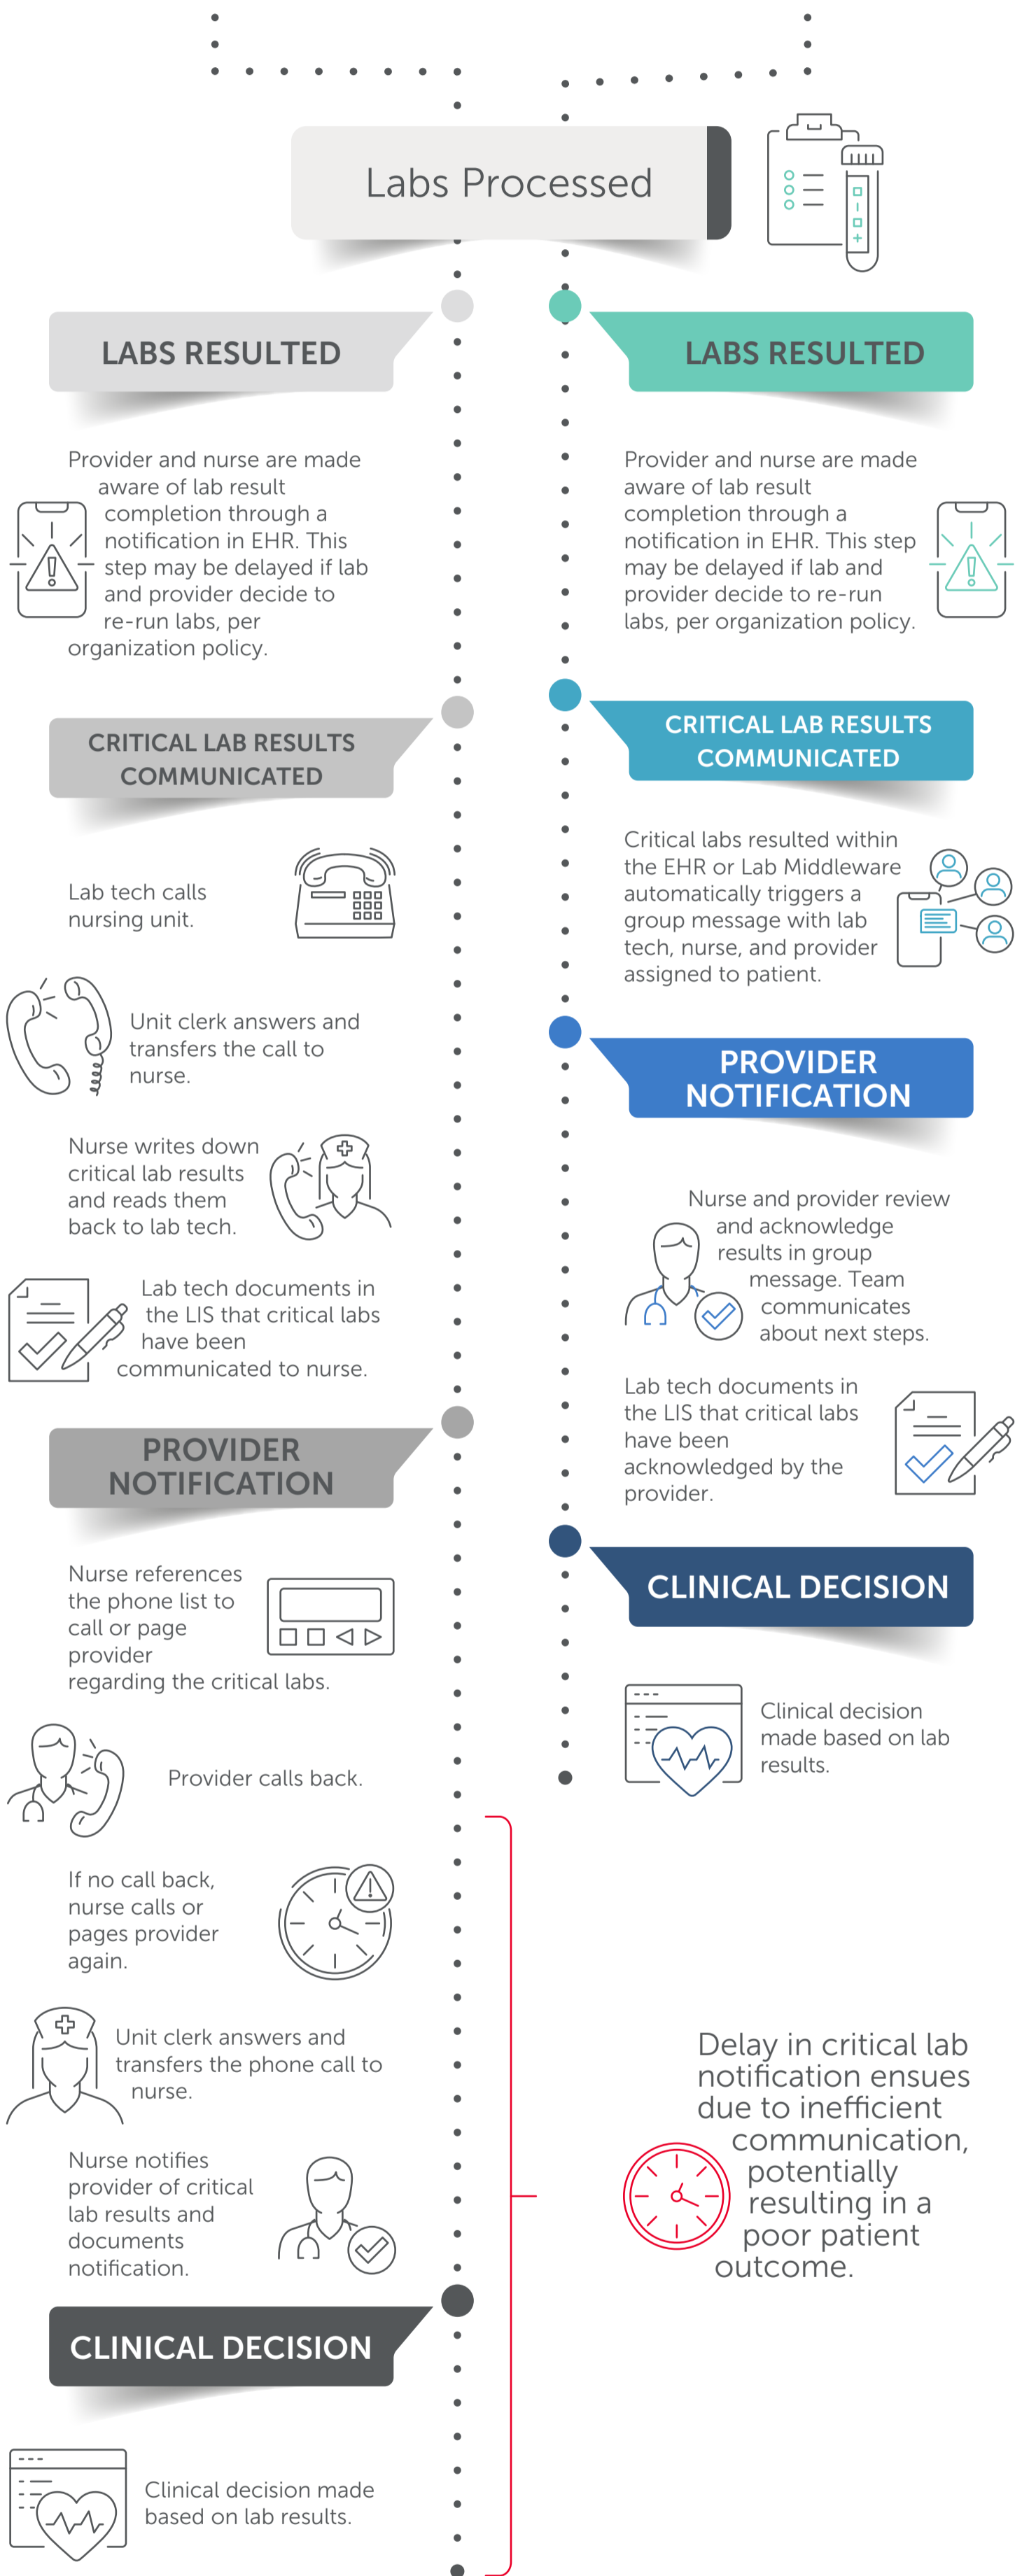 Labs Processed
LABS RESULTED
Provider and nurse are made
aware of lab result
completion through a
notification in EHR. This
step may be delayed if lab
and provider decide to
re-run labs, per
organization policy.
CRITICAL LAB RESULTS
COMMUNICATED
Lab tech calls
nursing unit.
Unit clerk answers and
transfers the call to
nurse.
Nurse writes down
critical lab results
and reads them
back to lab tech.
Lab tech documents in
the LIS that critical labs
have been
communicated to nurse.
PROVIDER
NOTIFICATION
Nurse references
the phone list to
call or page
provider
regarding the critical labs.
Provider calls back.
If no call back,
nurse calls or
pages provider
again.
Unit clerk answers and
transfers the phone call to
nurse.
Nurse notifies
provider of critical
lab results and
documents
notification.
CLINICAL DECISION
Clinical decision made
based on lab results.
LABS RESULTED
Provider and nurse are made
aware of lab result
completion through a
notification in EHR. This step
may be delayed if lab and
provider decide to re-run
labs, per organization policy.
CRITICAL LAB RESULTS
COMMUNICATED
Critical labs resulted within
the EHR or Lab Middleware
automatically triggers a
group message with lab
tech, nurse, and provider
assigned to patient.
PROVIDER
NOTIFICATION
Nurse and provider review
and acknowledge
results in group
message. Team
communicates
about next steps.
Lab tech documents in
the LIS that critical labs
have been
acknowledged by the
provider.
CLINICAL DECISION
Clinical decision
made based on lab
results.
Delay in critical lab
notification ensues
due to inefficient
communication,
potentially
resulting in a
poor patient
outcome.